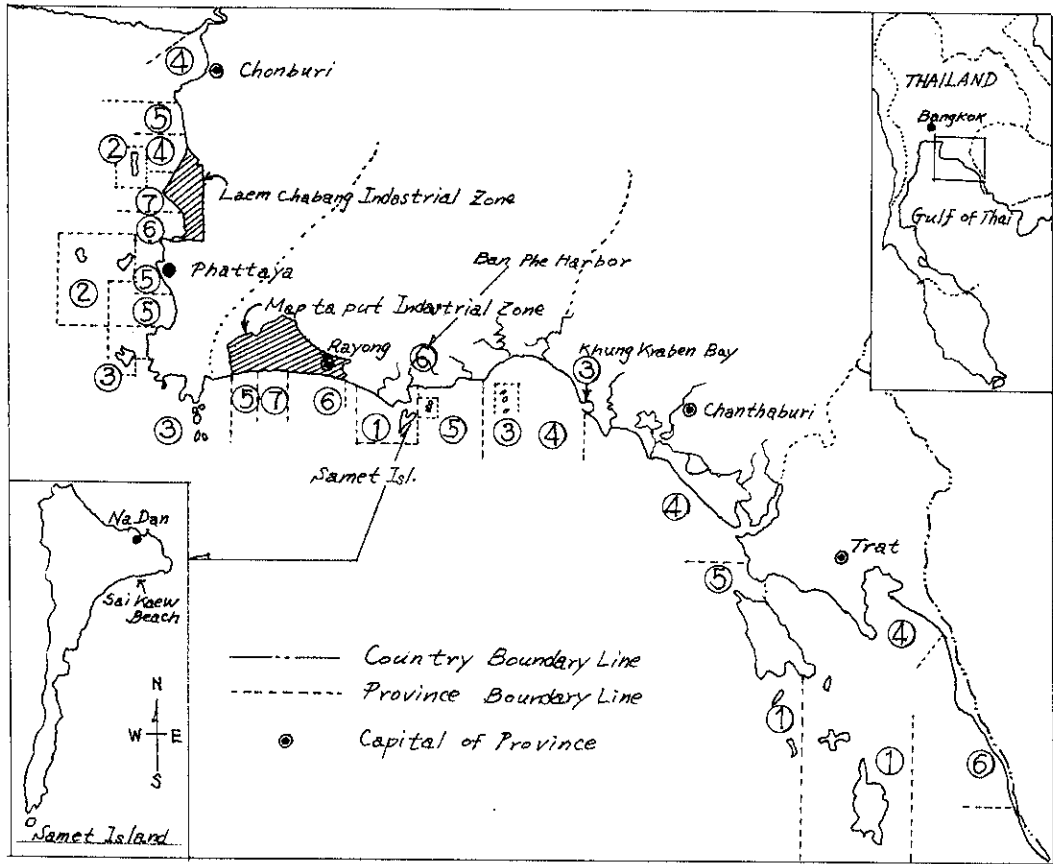 ④
Chonburi
⑤
②
④
Laem Chabang Indastrial Zone
⑦
⑥
②
⑤
Phattaya
⑤
③
③
Map ta put Indastrial Zone
Rayong
Ban Phe Harbor
⑥
Khung Kraben Bay
③
⑤
⑦
⑥
①
⑤
③
④
Samet Isl.
Chanthaburi
④
Trat
⑤
④
①
①
⑥
THAILAND
Bangkok
Gulf of Thai
Na Dan
Sai Kaew
Beach
N
W
E
S
Samet Island
Country Boundary Line
Province Boundary Line
Capital of Province